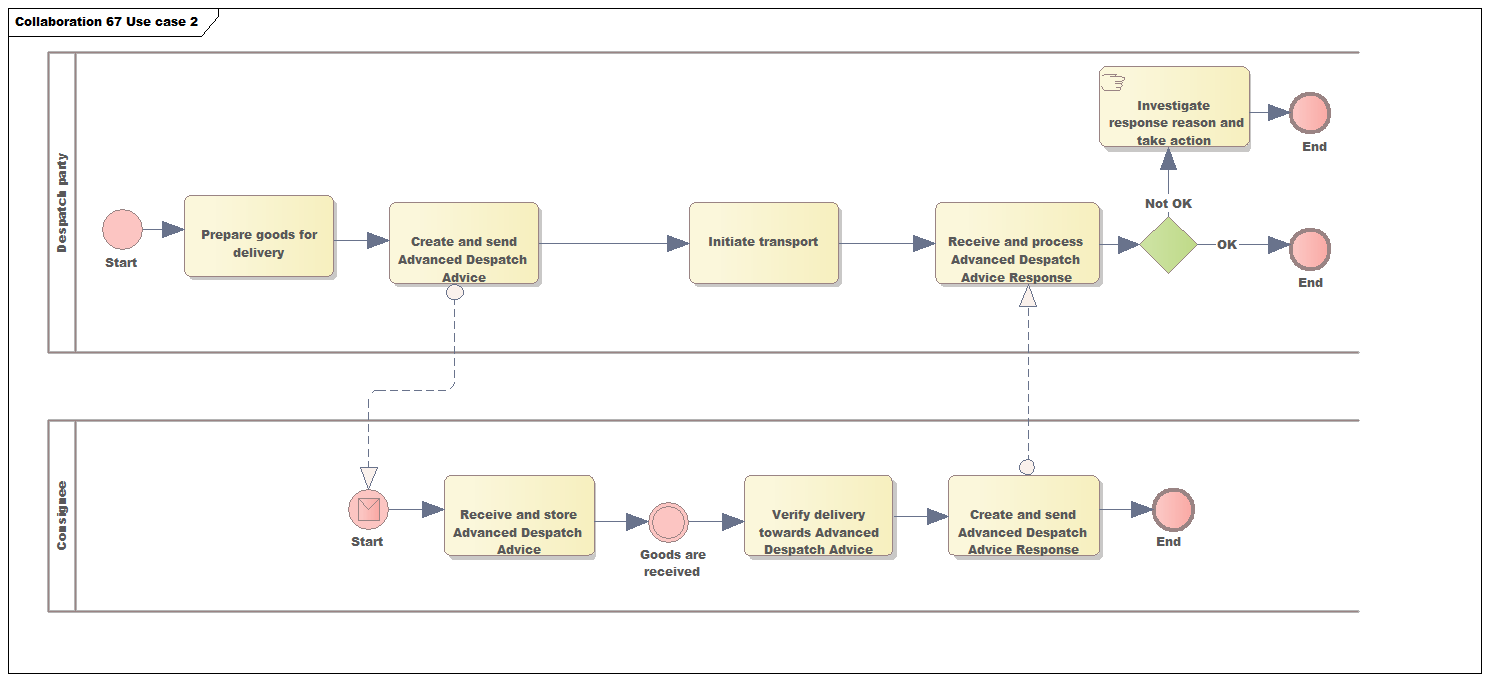 Collaboration 67 Use case 2
Despatch party
Start
Prepare goods for
delivery
Create and send
Advanced Despatch
Advice
Initiate transport
Receive and process
Advanced Despatch
Advice Response
Not OK
OK
Investigate
response reason and
take action
End
End
Consignee
Start
Receive and store
Advanced Despatch
Advice
Goods are
received
Verify delivery
towards Advanced
Despatch Advice
Create and send
Advanced Despatch
Advice Response
End